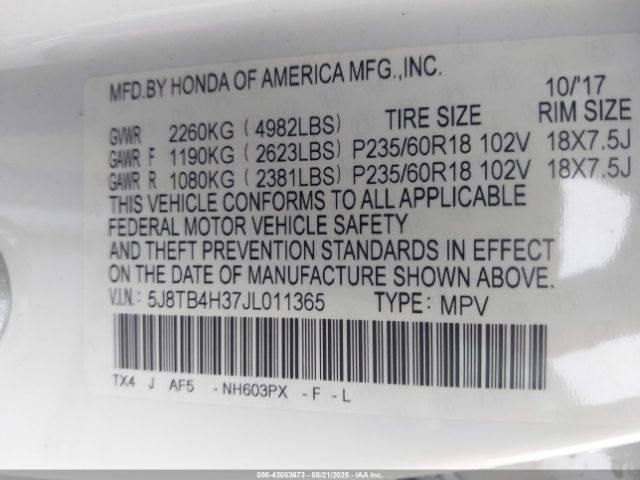 MFD.BY HONDA OF AMERICA MFG.,INC. 10/'17
TIRE SIZE RIM SIZE
GVWR 2260KG (4982LBS)
GAWR F 1190KG (2623LBS) P235/60R18 102V 18X7.5J
GAWR R 1080KG (2381LBS) P235/60R18 102V 18X7.5J
THIS VEHICLE CONFORMS TO ALL APPLICABLE
FEDERAL MOTOR VEHICLE SAFETY
AND THEFT PREVENTION STANDARDS IN EFFECT
ON THE DATE OF MANUFACTURE SHOWN ABOVE.
V.I.N.: 5J8TB4H37JL011365 TYPE: MPV
TX4 J AF5 -NH603PX -F-L
000-43053673 - 08/21/2025 - IAA Inc. Copyright